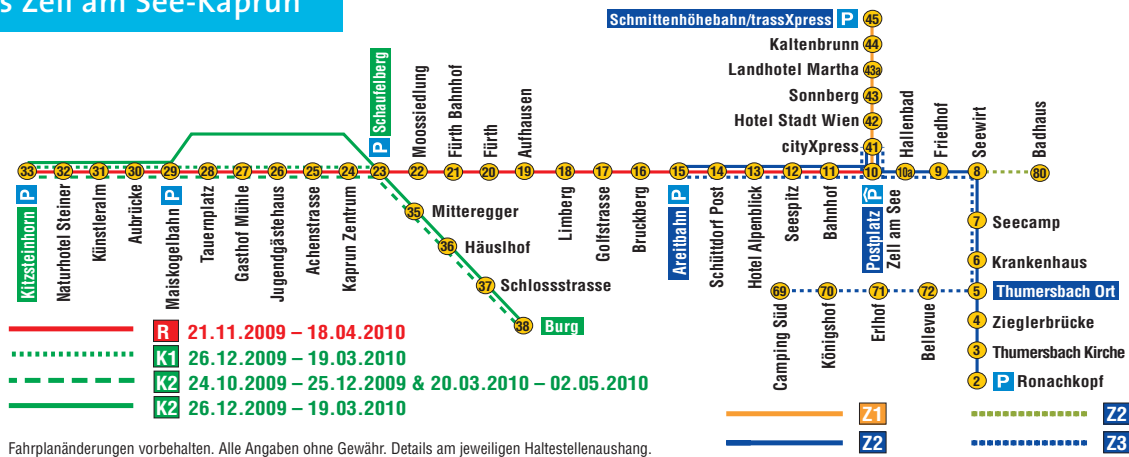 s Zell am See-Kaprun
Schmittenhöhebahn/trassXpress P 45
Kaltenbrunn 44
Landhotel Martha 43a
Sonnberg 43
Hotel Stadt Wien 42
cityXpress 41
P Schaufelberg
Moossiedlung
Fürth Bahnhof
Fürth
Aufhausen
Hallenbad
Friedhof
Seewirt
Badhaus
33 32 31 30 29 28 27 26 25 24 23 22 21 20 19 18 17 16 15 14 13 12 11 10 10a 9 8 80
Kitzsteinhorn P
Naturhotel Steiner
Künstleralm
Aubrücke
Maiskogelbahn P
Tauernplatz
Gasthof Mühle
Jugendgästehaus
Achenstrasse
Kaprun Zentrum
Limberg
Golfstrasse
Bruckberg
Areitbahn P
Schüttdorf Post
Hotel Alpenblick
Seespitz
Bahnhof
Postplatz P
Zell am See
35 Mitteregger
36 Häuslhof
37 Schlossstrasse
38 Burg
7 Seecamp
6 Krankenhaus
69 70 71 72 5 Thumersbach Ort
Camping Süd
Königshof
Erlhof
Bellevue
4 Zieglerbrücke
3 Thumersbach Kirche
2 P Ronachkopf
R 21.11.2009 – 18.04.2010
K1 26.12.2009 – 19.03.2010
K2 24.10.2009 – 25.12.2009 & 20.03.2010 – 02.05.2010
K2 26.12.2009 – 19.03.2010
Z1
Z2
Z2
Z3
Fahrplanänderungen vorbehalten. Alle Angaben ohne Gewähr. Details am jeweiligen Haltestellenaushang.